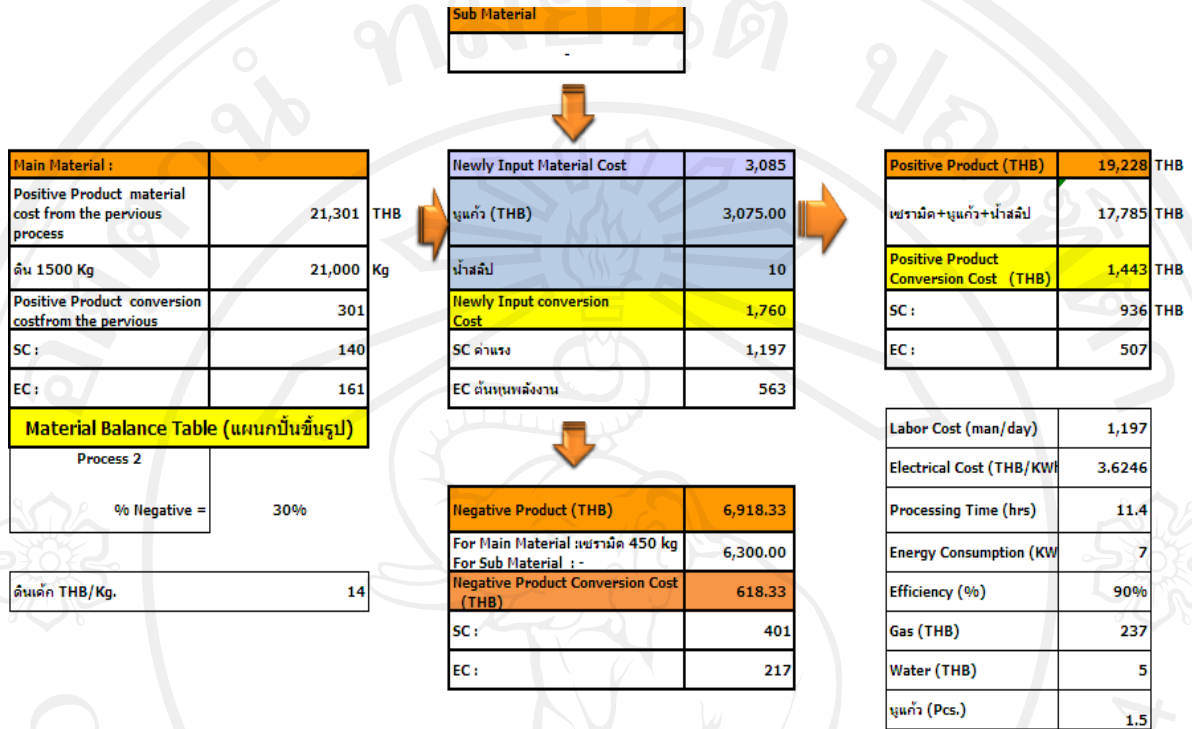 Sub Material
-
Main Material :
Positive Product material
cost from the pervious
process
21,301 THB
ดิน 1500 Kg 21,000 Kg
Positive Product conversion
costfrom the pervious
301
SC : 140
EC : 161
Material Balance Table (แผนกปั้นขึ้นรูป)
Process 2
% Negative = 30%
ดินเด้ก THB/Kg. 14
Newly Input Material Cost 3,085
หูแก้ว (THB) 3,075.00
น้ำสลิป 10
Newly Input conversion
Cost
1,760
SC ค่าแรง 1,197
EC ต้นทุนพลังงาน 563
Negative Product (THB) 6,918.33
For Main Material :เซรามิค 450 kg
For Sub Material : -
6,300.00
Negative Product Conversion Cost
(THB)
618.33
SC : 401
EC : 217
Positive Product (THB) 19,228 THB
เซรามิค+หูแก้ว+น้ำสลิป 17,785 THB
Positive Product
Conversion Cost (THB)
1,443 THB
SC : 936 THB
EC : 507
Labor Cost (man/day) 1,197
Electrical Cost (THB/KWh 3.6246
Processing Time (hrs) 11.4
Energy Consumption (KW 7
Efficiency (%) 90%
Gas (THB) 237
Water (THB) 5
หูแก้ว (Pcs.) 1.5